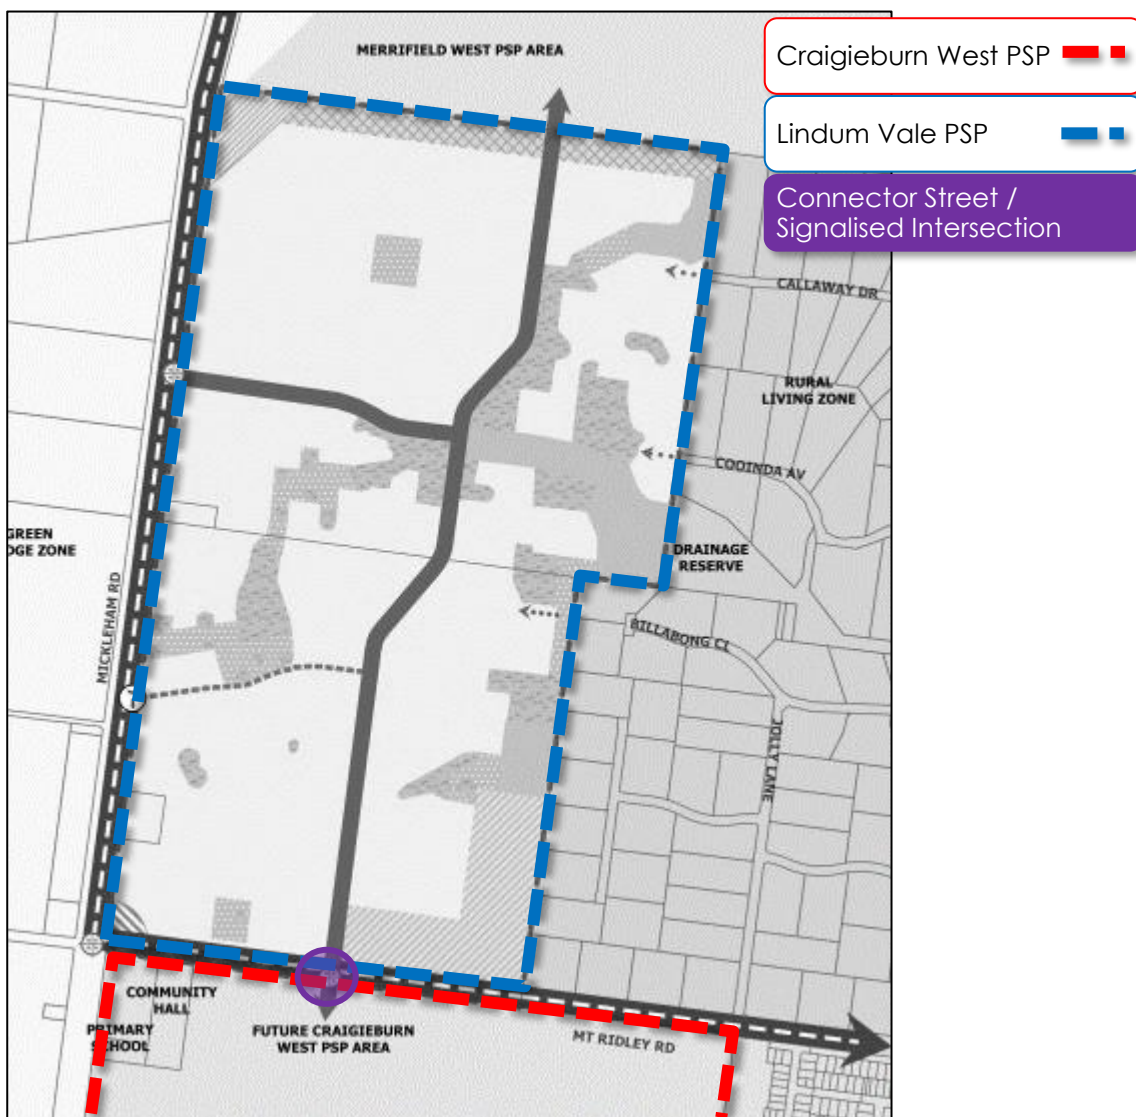 MERRIFIELD WEST PSP AREA
Craigieburn West PSP
Lindum Vale PSP
Connector Street /
Signalised Intersection
CALLAWAY DR
RURAL
LIVING ZONE
COOINDA AV
GREEN
DGE ZONE
DRAINAGE
RESERVE
MICKLEHAM RD
BILLABONG CT
JOLLY LANE
COMMUNITY
HALL
PRIMARY
SCHOOL
FUTURE CRAIGIEBURN
WEST PSP AREA
MT RIDLEY RD